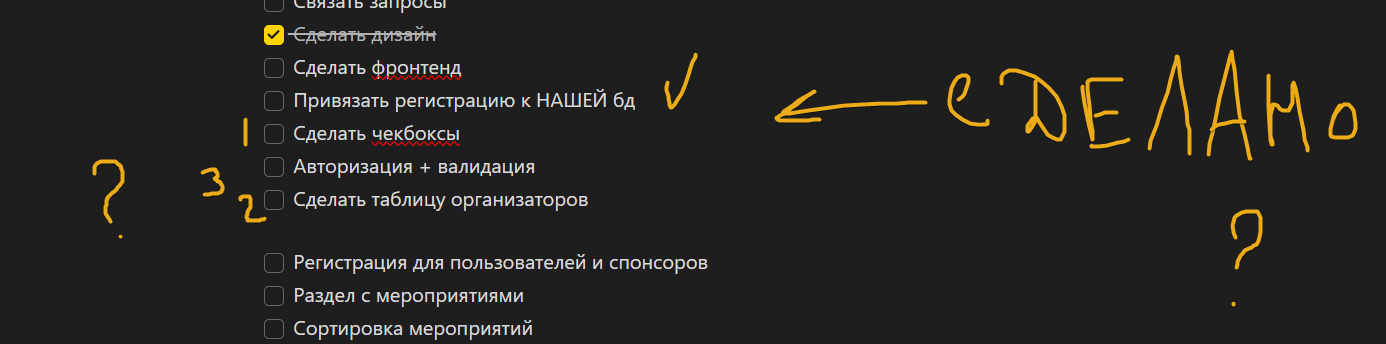 Связать запросы
Сделать дизайн
Сделать фронтенд
Привязать регистрацию к НАШЕЙ бд
СДЕЛАНО
1
Сделать чекбоксы
Авторизация + валидация
?
3
2
Сделать таблицу организаторов
?
Регистрация для пользователей и спонсоров
Раздел с мероприятиями
Сортировка мероприятий